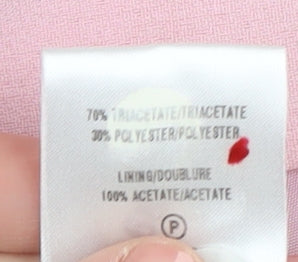 70% TRIACETATE/TRIACETATE
30% POLYESTER/POLYESTER
LINING/DOUBLURE
100% ACETATE/ACETATE
P